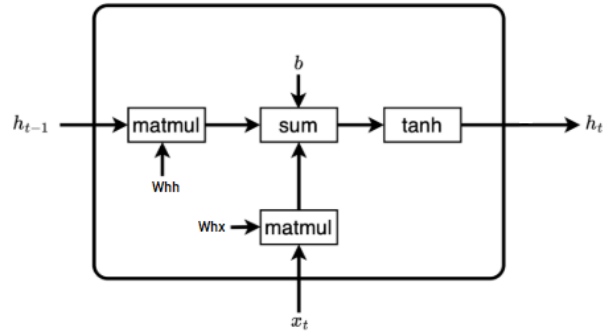 b
h_{t-1} matmul sum tanh h_t
Whh
Whx matmul
x_t